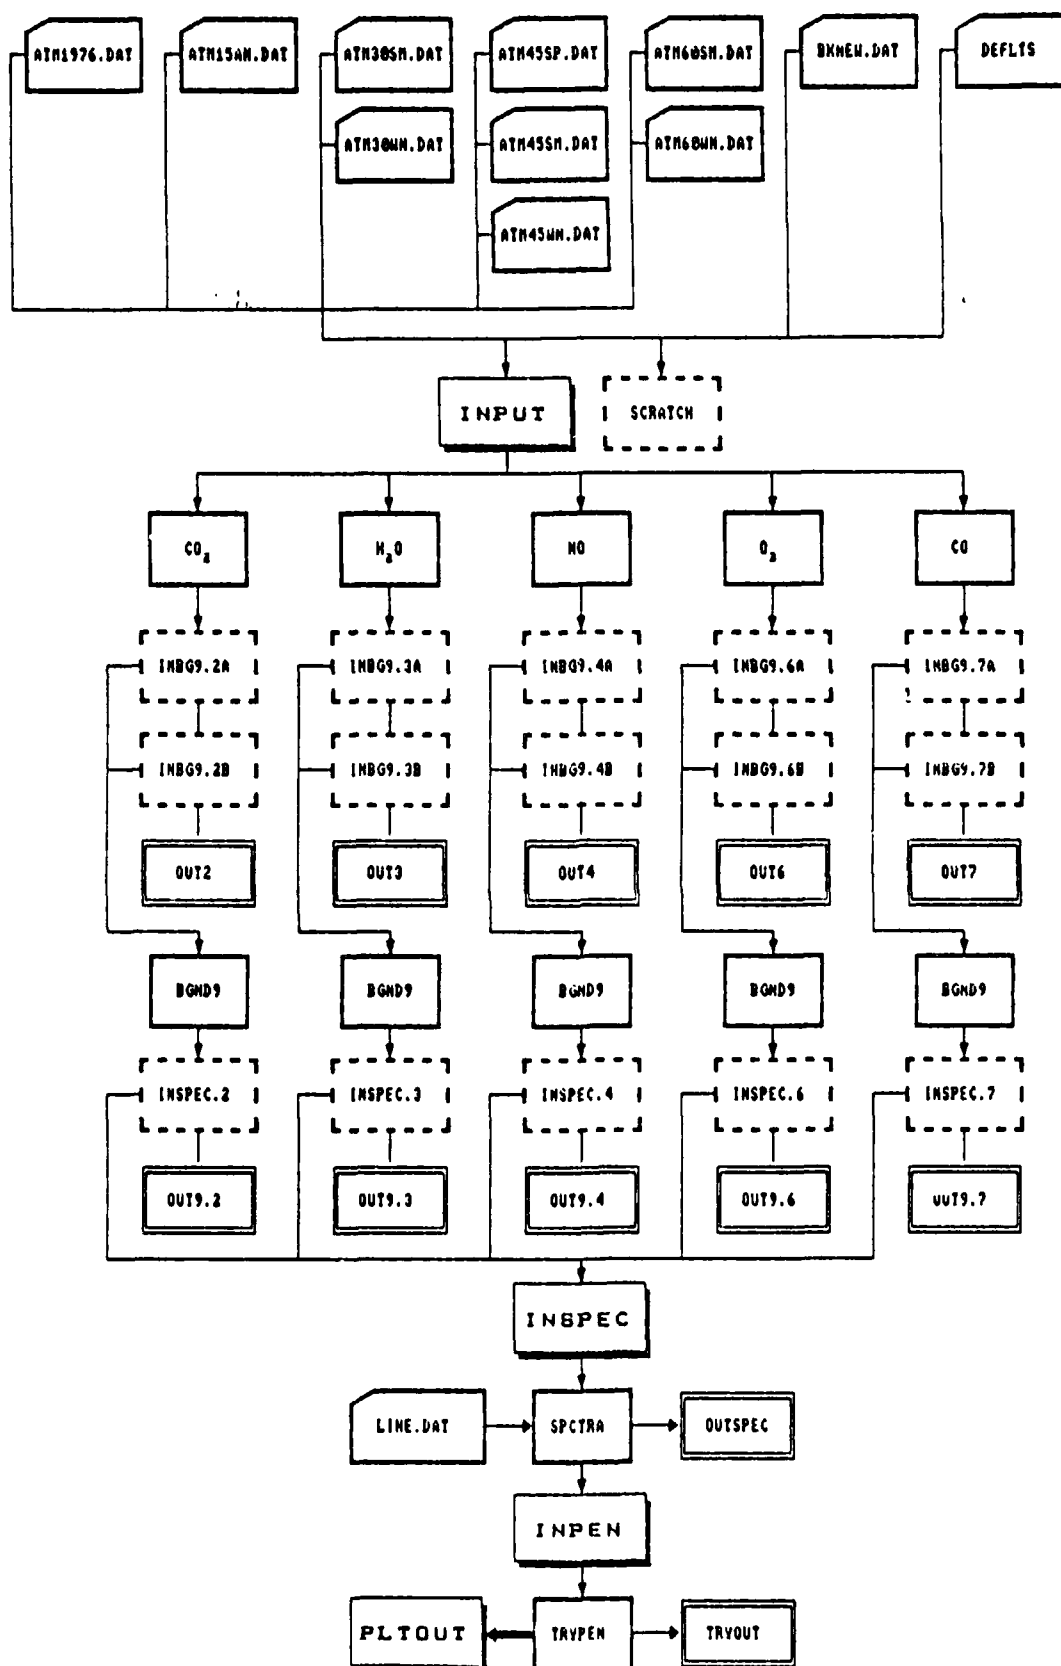 ATM1976.DAT ATM15AN.DAT ATM30SM.DAT ATM45SP.DAT ATM60SM.DAT BKNEW.DAT DEFLTS
ATM30WN.DAT ATM45SM.DAT ATM60WN.DAT
ATM45WN.DAT
INPUT SCRATCH
CO₂ H₂O NO O₃ CO
INBG9.2A INBG9.3A INBG9.4A INBG9.6A INBG9.7A
INBG9.2B INBG9.3B INBG9.4B INBG9.6B INBG9.7B
OUT2 OUT3 OUT4 OUT6 OUT7
BGND9 BGND9 BGND9 BGND9 BGND9
INSPEC.2 INSPEC.3 INSPEC.4 INSPEC.6 INSPEC.7
OUT9.2 OUT9.3 OUT9.4 OUT9.6 OUT9.7
INSPEC
LINE.DAT SPCTRA OUTSPEC
INPEN
PLTOUT TRYPEN TRYOUT